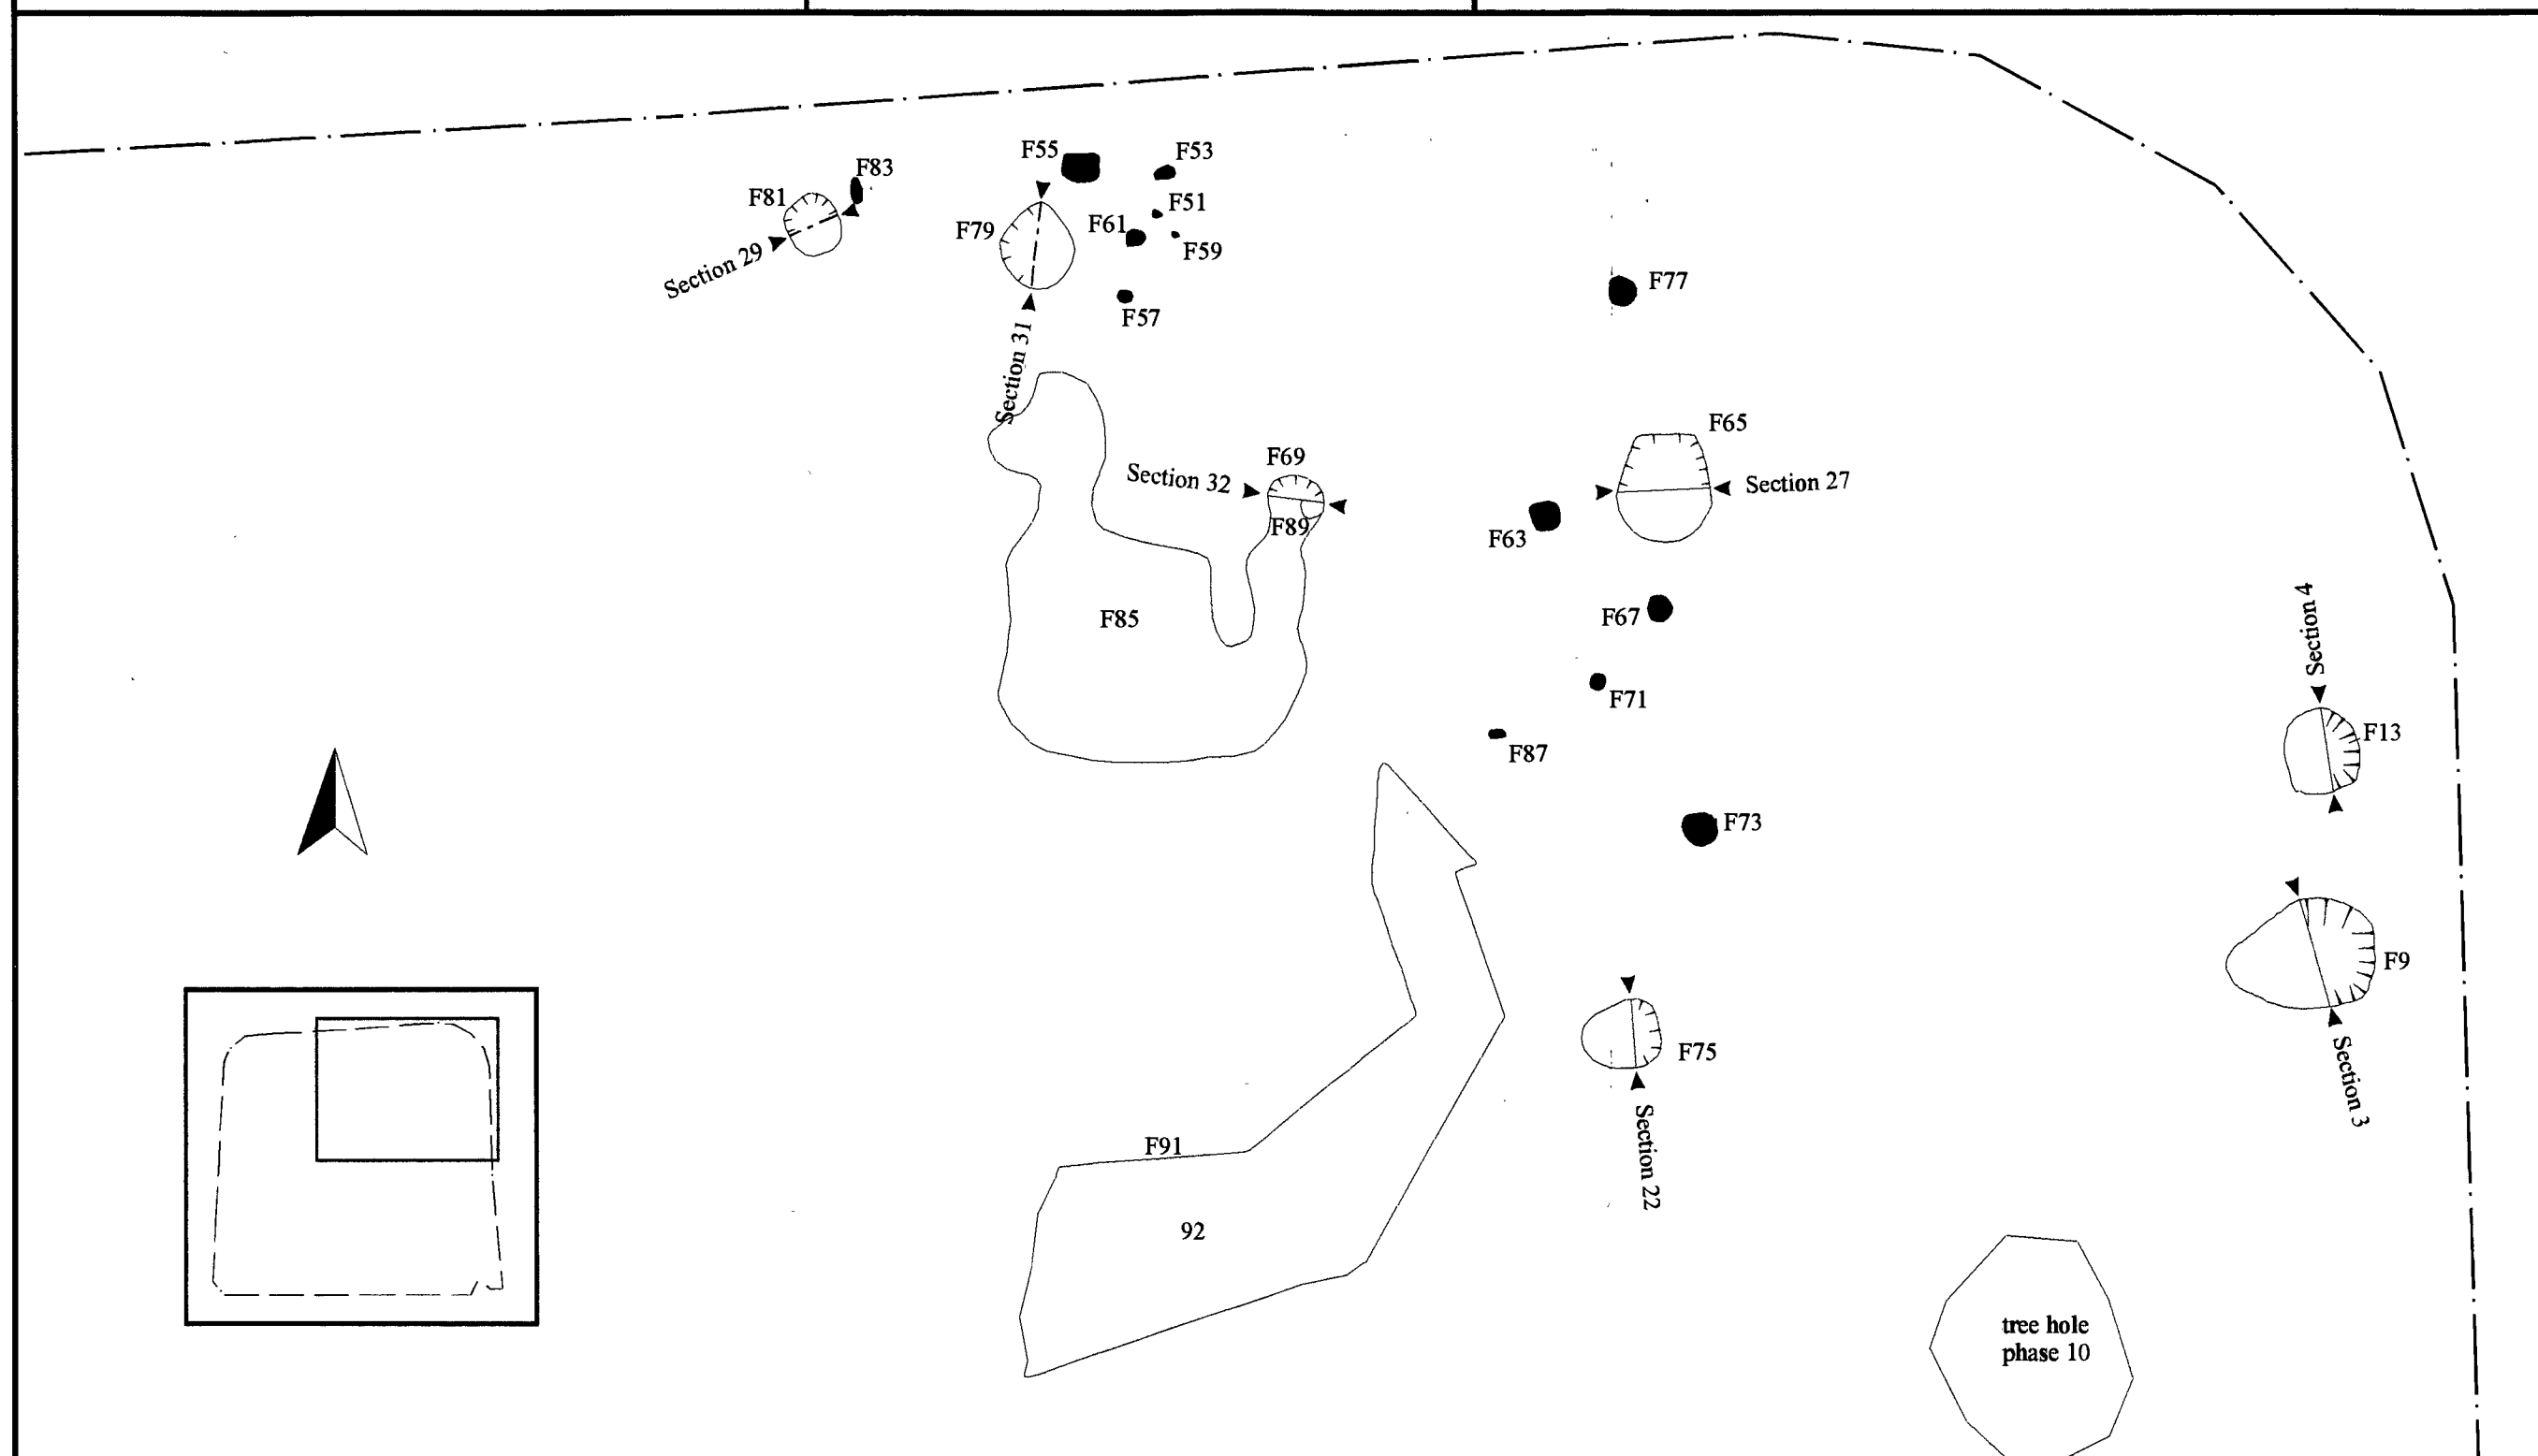 F55
F53
F83
F81
F51
F79
F61
F59
Section 29
F77
F57
Section 31
F65
F69
Section 32
Section 27
F89
F63
F85
F67
Section 4
F71
F13
F87
F73
F9
Section 3
F75
F91
Section 22
92
tree hole
phase 10